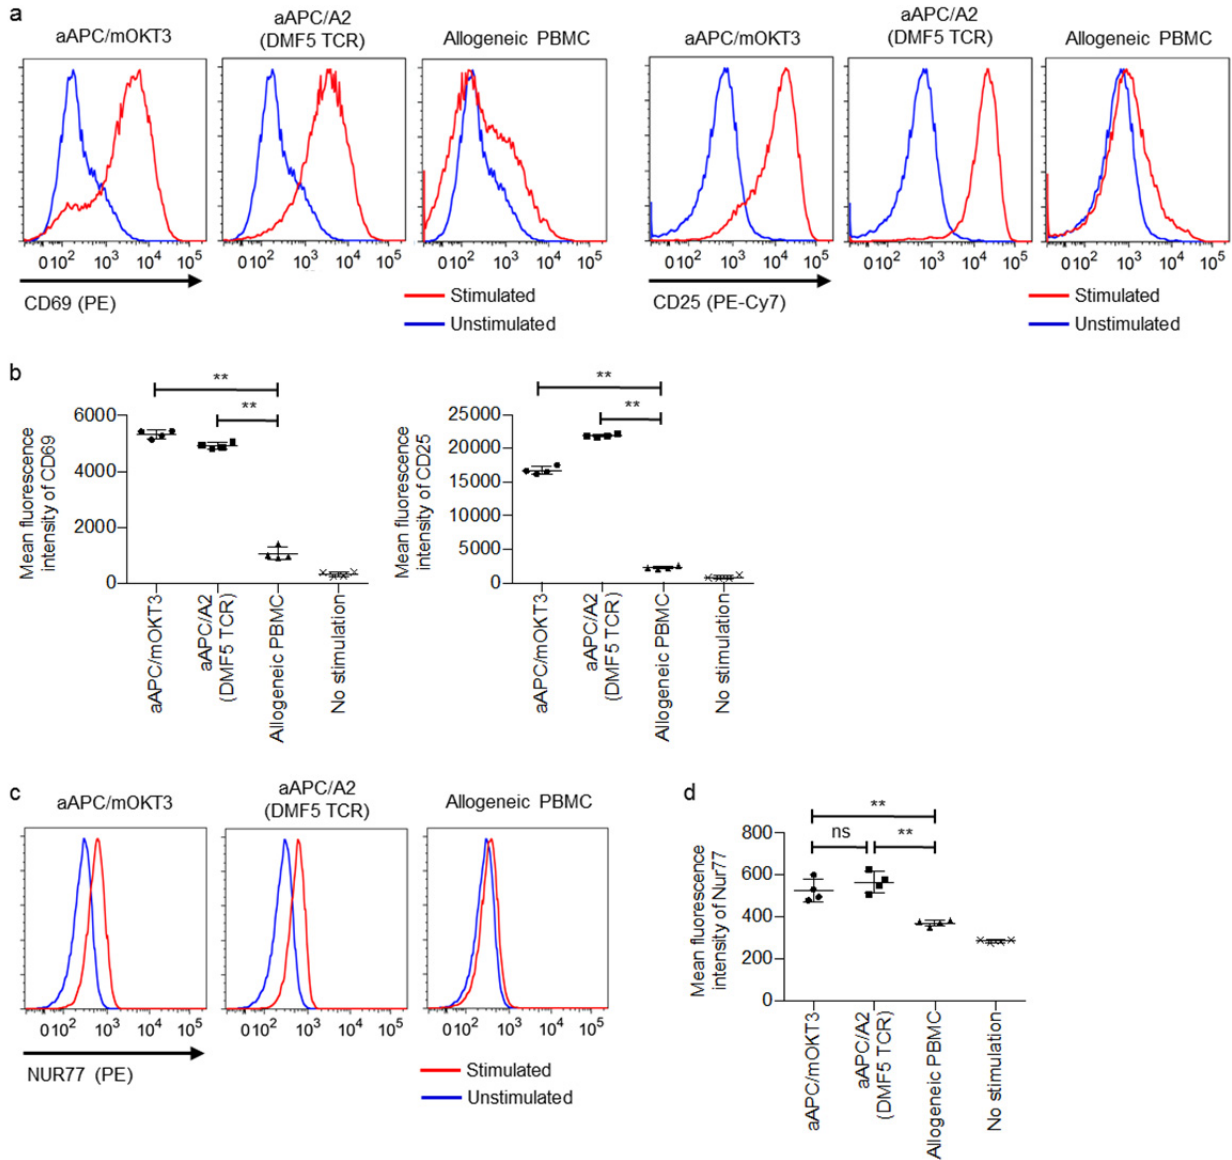 a
aAPC/mOKT3
aAPC/A2
(DMF5 TCR)
Allogeneic PBMC
aAPC/mOKT3
aAPC/A2
(DMF5 TCR)
Allogeneic PBMC
0 10² 10³ 10⁴ 10⁵
0 10² 10³ 10⁴ 10⁵
0 10² 10³ 10⁴ 10⁵
0 10² 10³ 10⁴ 10⁵
0 10² 10³ 10⁴ 10⁵
0 10² 10³ 10⁴ 10⁵
CD69 (PE)
Stimulated
Unstimulated
CD25 (PE-Cy7)
Stimulated
Unstimulated
b
**
**
Mean fluorescence
intensity of CD69
6000
4000
2000
0
aAPC/mOKT3
aAPC/A2
(DMF5 TCR)
Allogeneic PBMC
No stimulation
**
**
Mean fluorescence
intensity of CD25
25000
20000
15000
10000
5000
0
aAPC/mOKT3
aAPC/A2
(DMF5 TCR)
Allogeneic PBMC
No stimulation
c
aAPC/mOKT3
aAPC/A2
(DMF5 TCR)
Allogeneic PBMC
0 10² 10³ 10⁴ 10⁵
0 10² 10³ 10⁴ 10⁵
0 10² 10³ 10⁴ 10⁵
NUR77 (PE)
Stimulated
Unstimulated
d
**
ns
**
Mean fluorescence
intensity of Nur77
800
600
400
200
0
aAPC/mOKT3
aAPC/A2
(DMF5 TCR)
Allogeneic PBMC
No stimulation